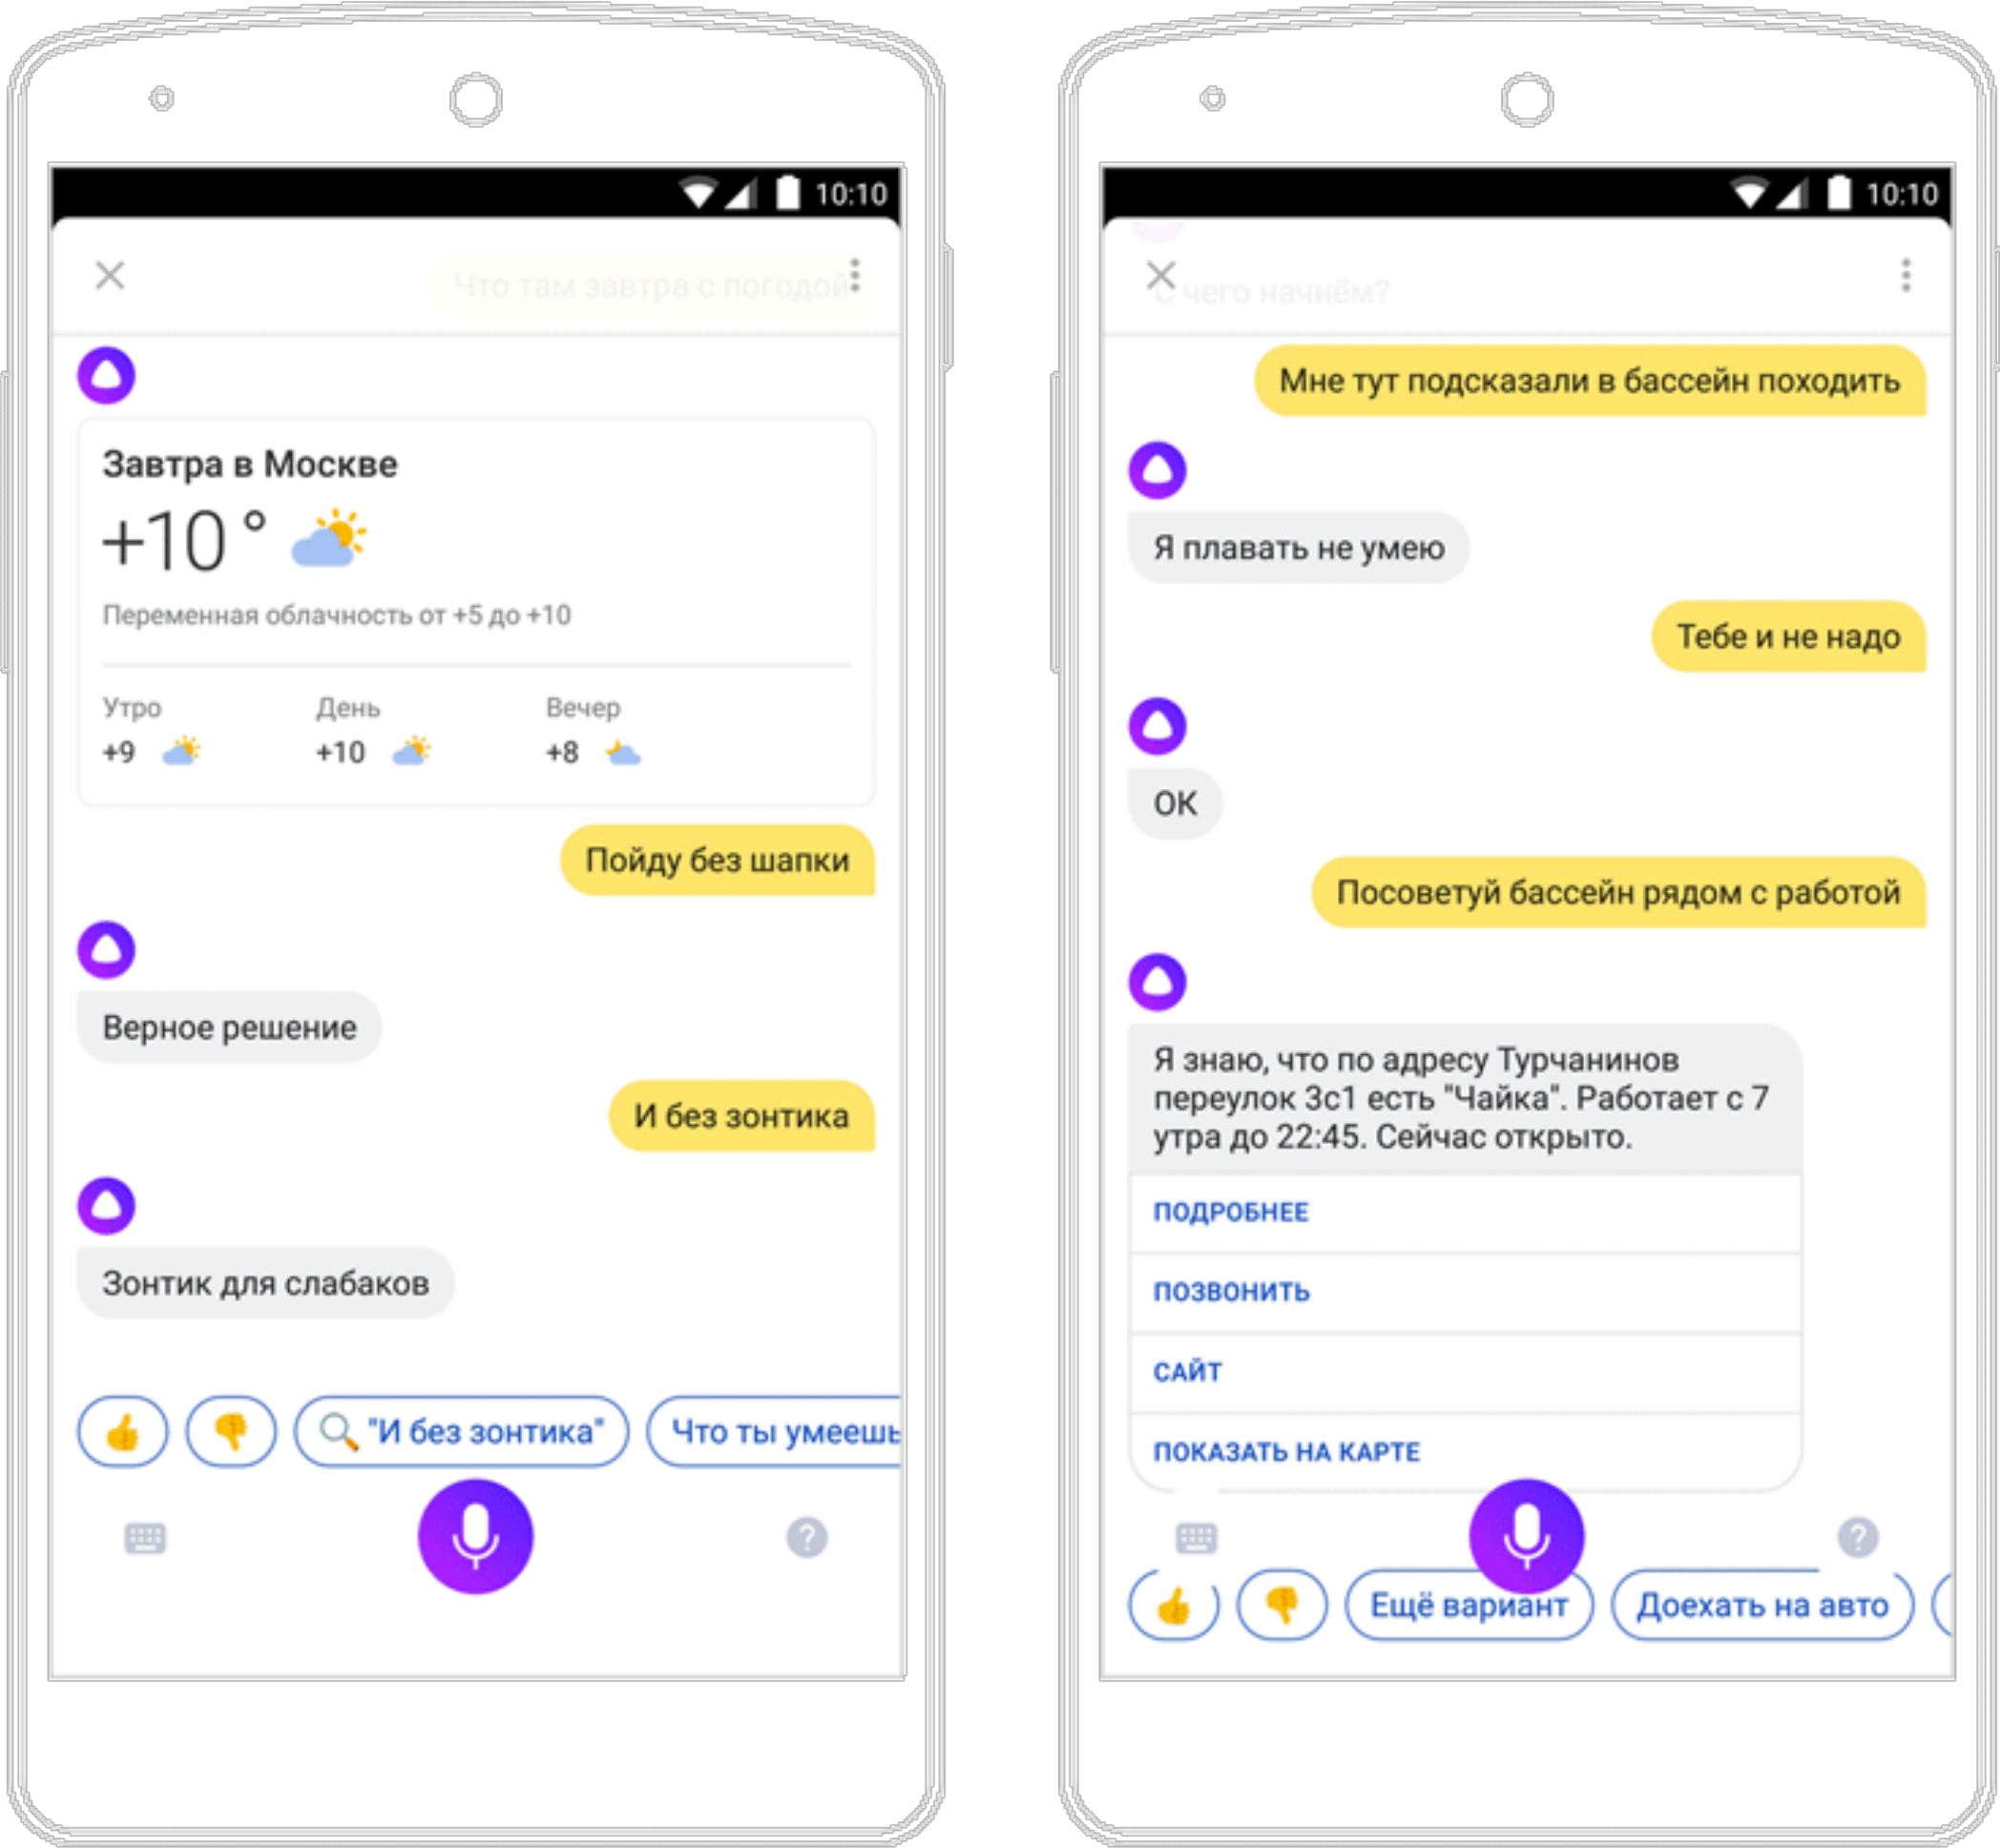 10:10
Что там завтра с погодой
Завтра в Москве
+10°
Переменная облачность от +5 до +10
Утро День Вечер
+9 +10 +8
Пойду без шапки
Верное решение
И без зонтика
Зонтик для слабаков
"И без зонтика" Что ты умеешь
?
10:10
С чего начнём?
Мне тут подсказали в бассейн походить
Я плавать не умею
Тебе и не надо
ОК
Посоветуй бассейн рядом с работой
Я знаю, что по адресу Турчанинов
переулок 3с1 есть "Чайка". Работает с 7
утра до 22:45. Сейчас открыто.
ПОДРОБНЕЕ
ПОЗВОНИТЬ
САЙТ
ПОКАЗАТЬ НА КАРТЕ
?
Ещё вариант Доехать на авто